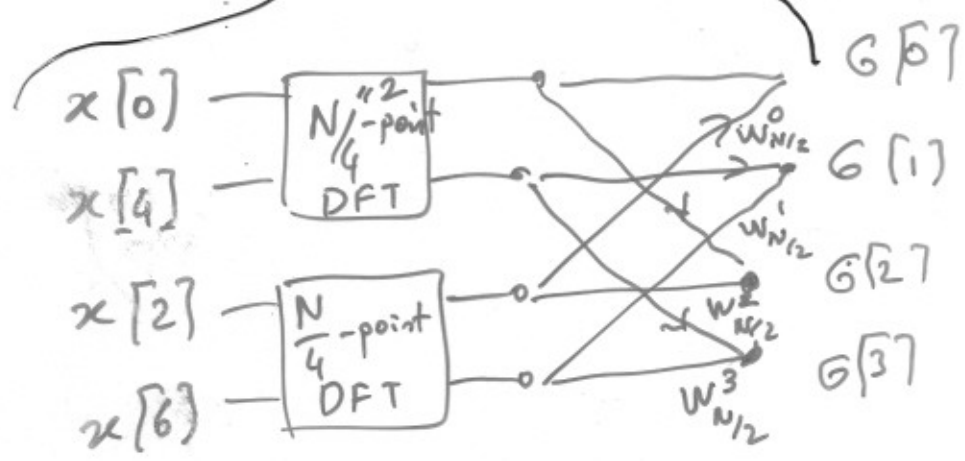 x[0]
x[4]
x[2]
x[6]
N/4 "2 -point
DFT
N/4 -point
DFT
W⁰N/2
W¹N/2
W²N/2
W³N/2
G[0]
G[1]
G[2]
G[3]